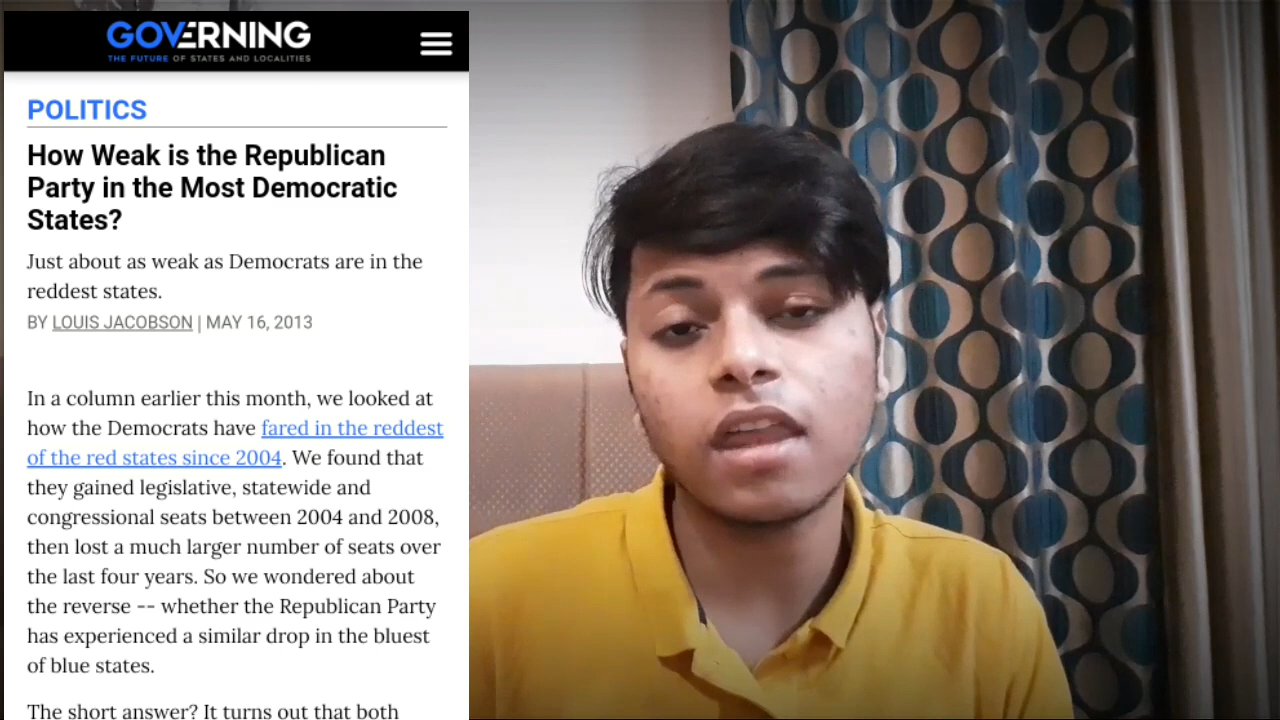 GOVERNING
THE FUTURE OF STATES AND LOCALITIES
POLITICS
How Weak is the Republican
Party in the Most Democratic
States?
Just about as weak as Democrats are in the
reddest states.
BY LOUIS JACOBSON | MAY 16, 2013
In a column earlier this month, we looked at
how the Democrats have fared in the reddest
of the red states since 2004. We found that
they gained legislative, statewide and
congressional seats between 2004 and 2008,
then lost a much larger number of seats over
the last four years. So we wondered about
the reverse -- whether the Republican Party
has experienced a similar drop in the bluest
of blue states.
The short answer? It turns out that both